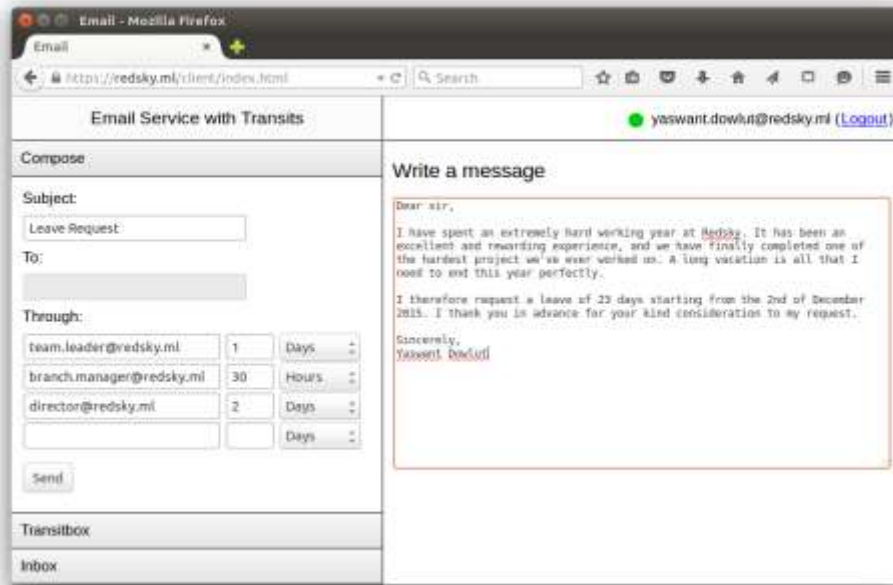 Email - Mozilla Firefox
Email
https://redsky.ml/client/index.html
Search
Email Service with Transits
yaswant.dowlut@redsky.ml (Logout)
Compose
Subject:
Leave Request
To:
Through:
team.leader@redsky.ml 1 Days
branch.manager@redsky.ml 30 Hours
director@redsky.ml 2 Days
Days
Send
Transitbox
Inbox
Write a message
Dear sir,
I have spent an extremely hard working year at Redsky. It has been an
excellent and rewarding experience, and we have finally completed one of
the hardest project we've ever worked on. A long vacation is all that I
need to end this year perfectly.
I therefore request a leave of 23 days starting from the 2nd of December
2015. I thank you in advance for your kind consideration to my request.
Sincerely,
Yaswant Dowlut